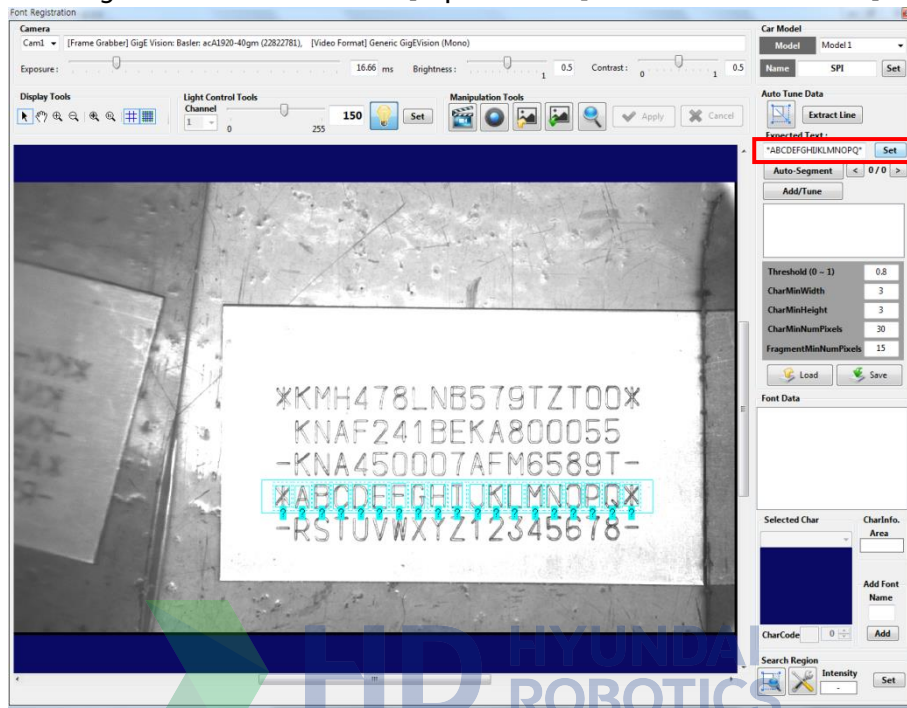 Font Registration
Camera
Cam1 [Frame Grabber] GigE Vision: Basler: acA1920-40gm (22822781), [Video Format] Generic GigEVision (Mono)
Exposure : 16.66 ms Brightness : 1 0.5 Contrast : 0 1 0.5
Display Tools
Light Control Tools
Channel
1 0 255 150 Set
Manipulation Tools
Apply Cancel
*KMH478LNB579TZT00*
KNAF241BEKA800055
-KNA450007AFM6589T-
*ABCDEFGHIJKLMNOPQ*
? ? ? ? ? ? ? ? ? ? ? ? ? ? ? ? ? ? ?
-RSTUVWXYZ12345678-
HD HYUNDAI
ROBOTICS
Car Model
Model Model 1
Name SPI Set
Auto Tune Data
Extract Line
Expected Text :
*ABCDEFGHIJKLMNOPQ* Set
Auto-Segment < 0 / 0 >
Add/Tune
Threshold (0 ~ 1) 0.8
CharMinWidth 3
CharMinHeight 3
CharMinNumPixels 30
FragmentMinNumPixels 15
Load Save
Font Data
Selected Char CharInfo.
Area
Add Font
Name
CharCode 0 Add
Search Region
Intensity
- Set